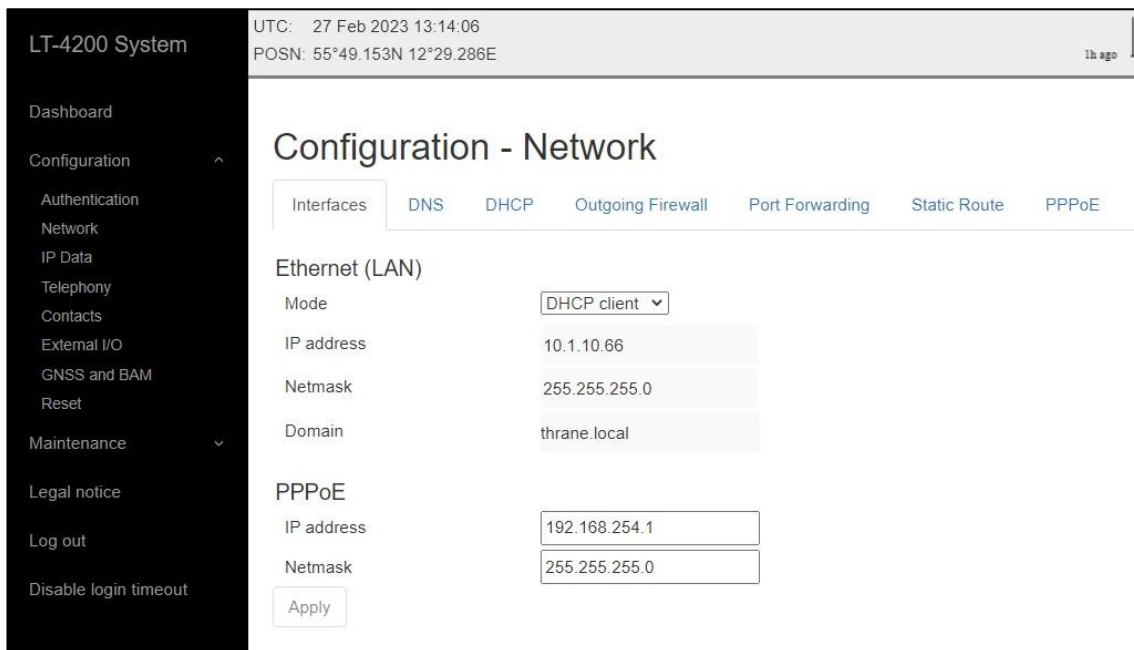 LT-4200 System
UTC: 27 Feb 2023 13:14:06
POSN: 55°49.153N 12°29.286E
1h ago
Dashboard
Configuration
Authentication
Network
IP Data
Telephony
Contacts
External I/O
GNSS and BAM
Reset
Maintenance
Legal notice
Log out
Disable login timeout
Configuration - Network
Interfaces DNS DHCP Outgoing Firewall Port Forwarding Static Route PPPoE
Ethernet (LAN)
Mode DHCP client
IP address 10.1.10.66
Netmask 255.255.255.0
Domain thrane.local
PPPoE
IP address 192.168.254.1
Netmask 255.255.255.0
Apply